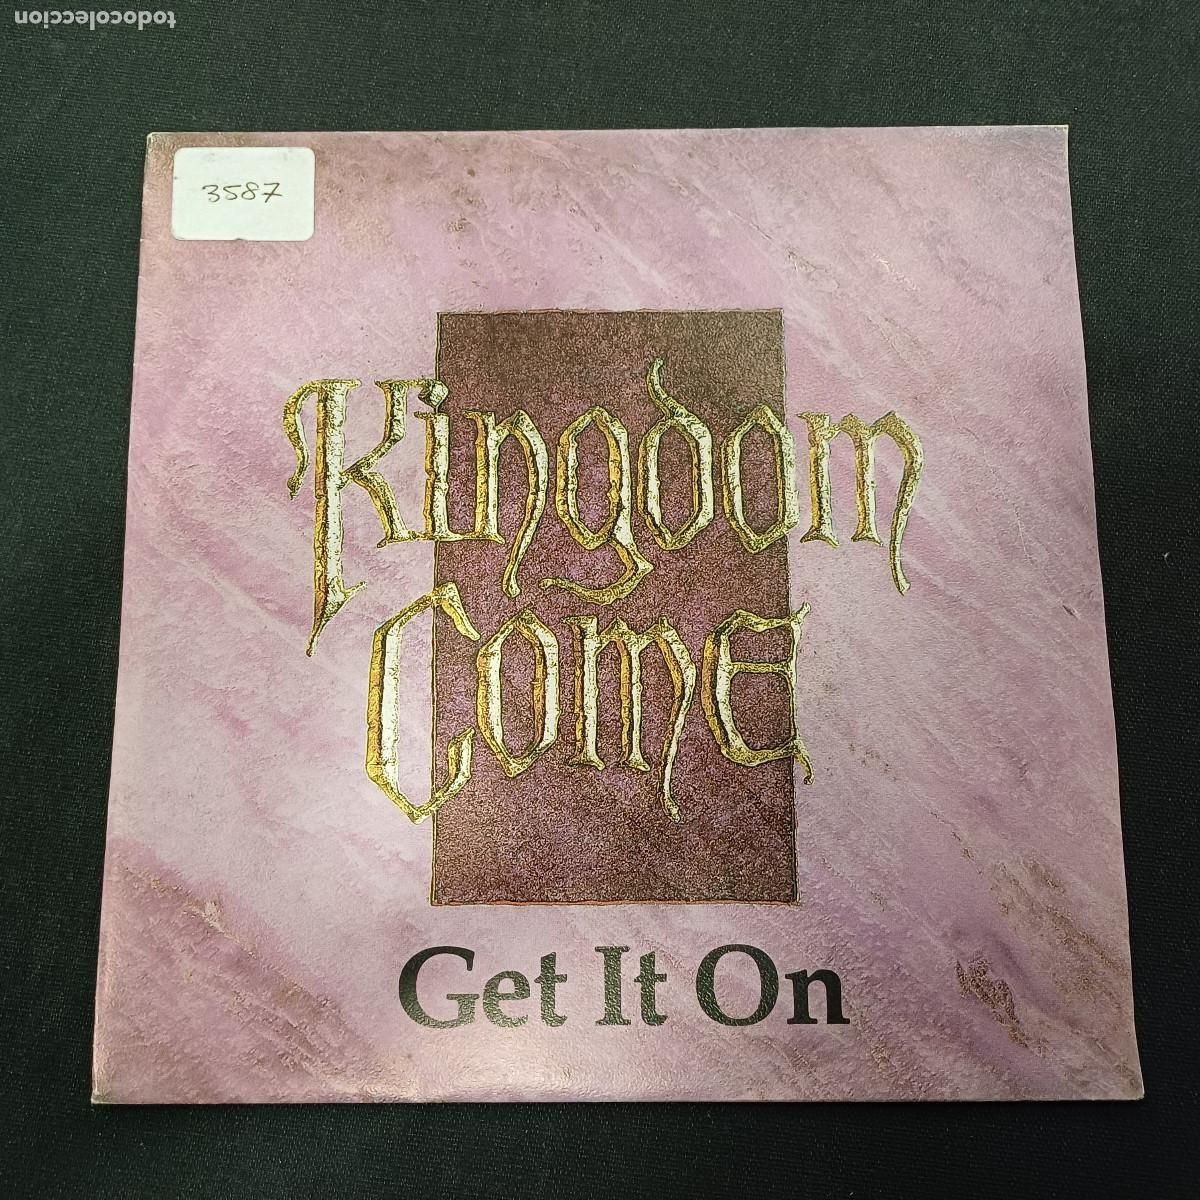 todocoleccion
3587
Kingdom
Come
Get It On